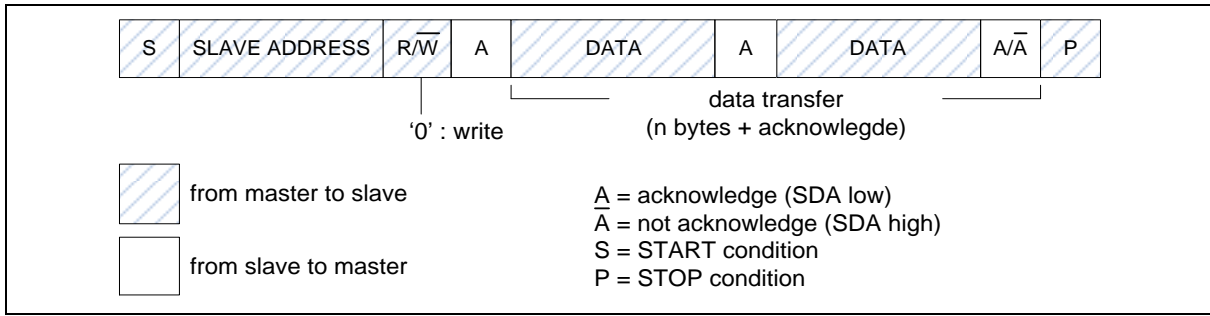 S SLAVE ADDRESS R/W̅ A DATA A DATA A/A̅ P
data transfer
'0' : write
(n bytes + acknowlegde)
from master to slave
from slave to master
A = acknowledge (SDA low)
A̅ = not acknowledge (SDA high)
S = START condition
P = STOP condition